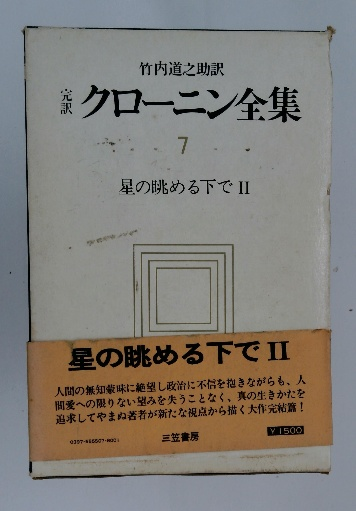 竹内道之助訳
完訳 クローニン全集
7
星の眺める下で II
星の眺める下で II
人間の無知蒙昧に絶望し政治に不信を抱きながらも、人
間愛への限りない望みを失うことなく、真の生きかたを
追求してやまぬ著者が新たな視点から描く大作完結篇！
三笠書房
￥1500